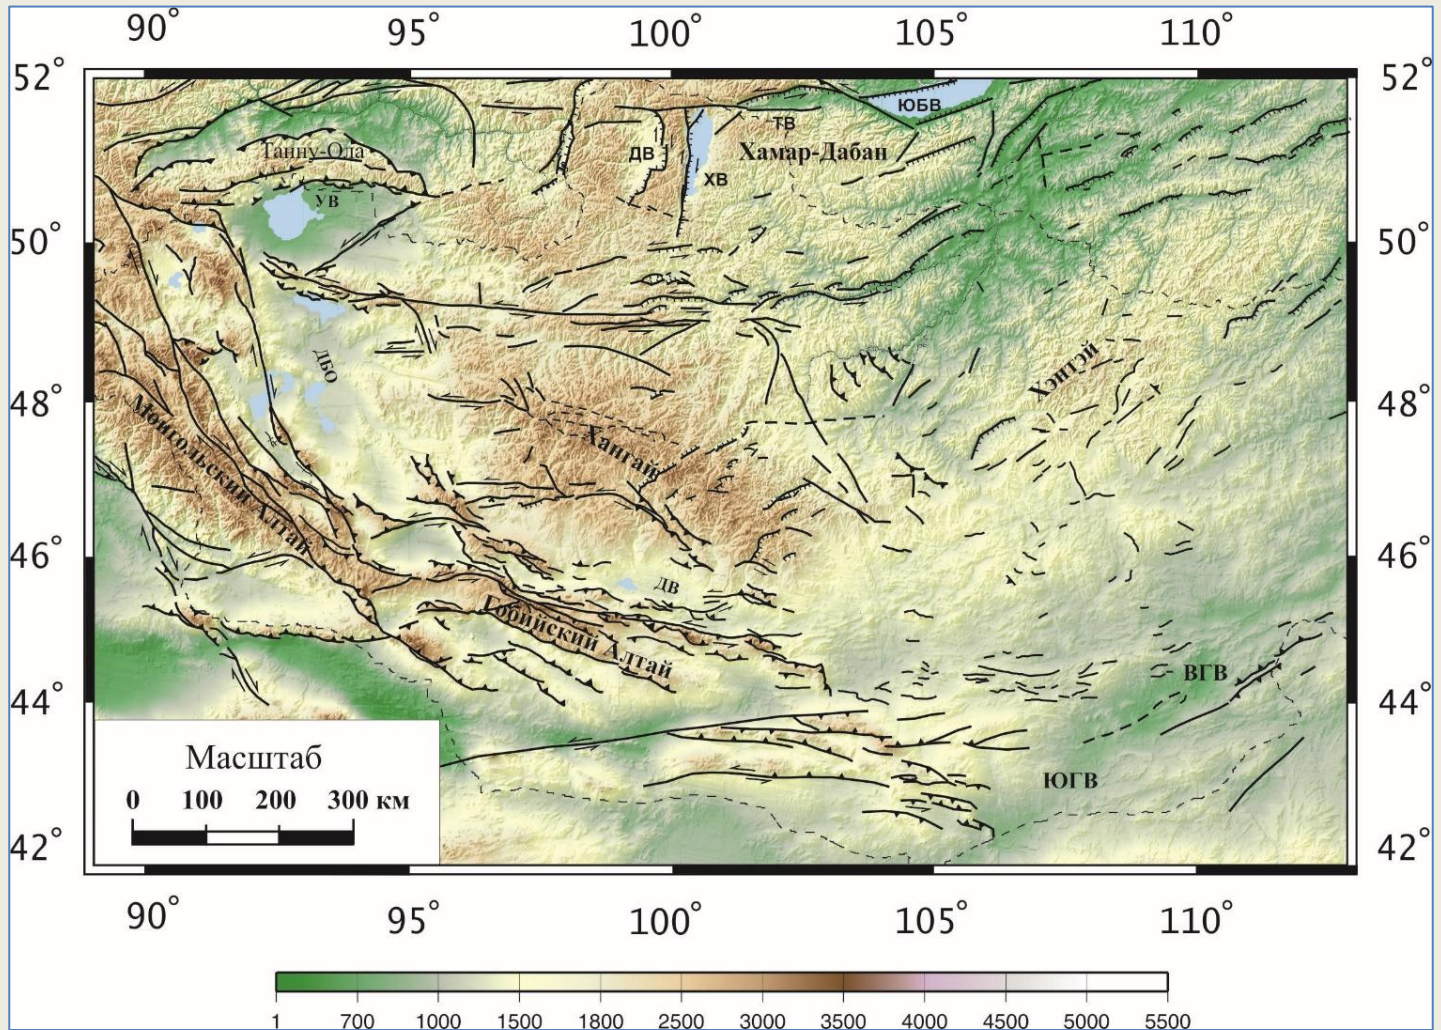 90° 95° 100° 105° 110°
52° 52°
ЮБВ
ТВ
Танну-Ола ДВ Хамар-Дабан
ХВ
УВ
50° 50°
ДБО
Хэнтэй
48° 48°
Монгольский Алтай
Хангай
46° 46°
ДВ
Гобийский Алтай
ВГВ
44° 44°
Масштаб
ЮГВ
0 100 200 300 км
42° 42°
90° 95° 100° 105° 110°
1 700 1000 1500 1800 2500 3000 3500 4000 4500 5000 5500